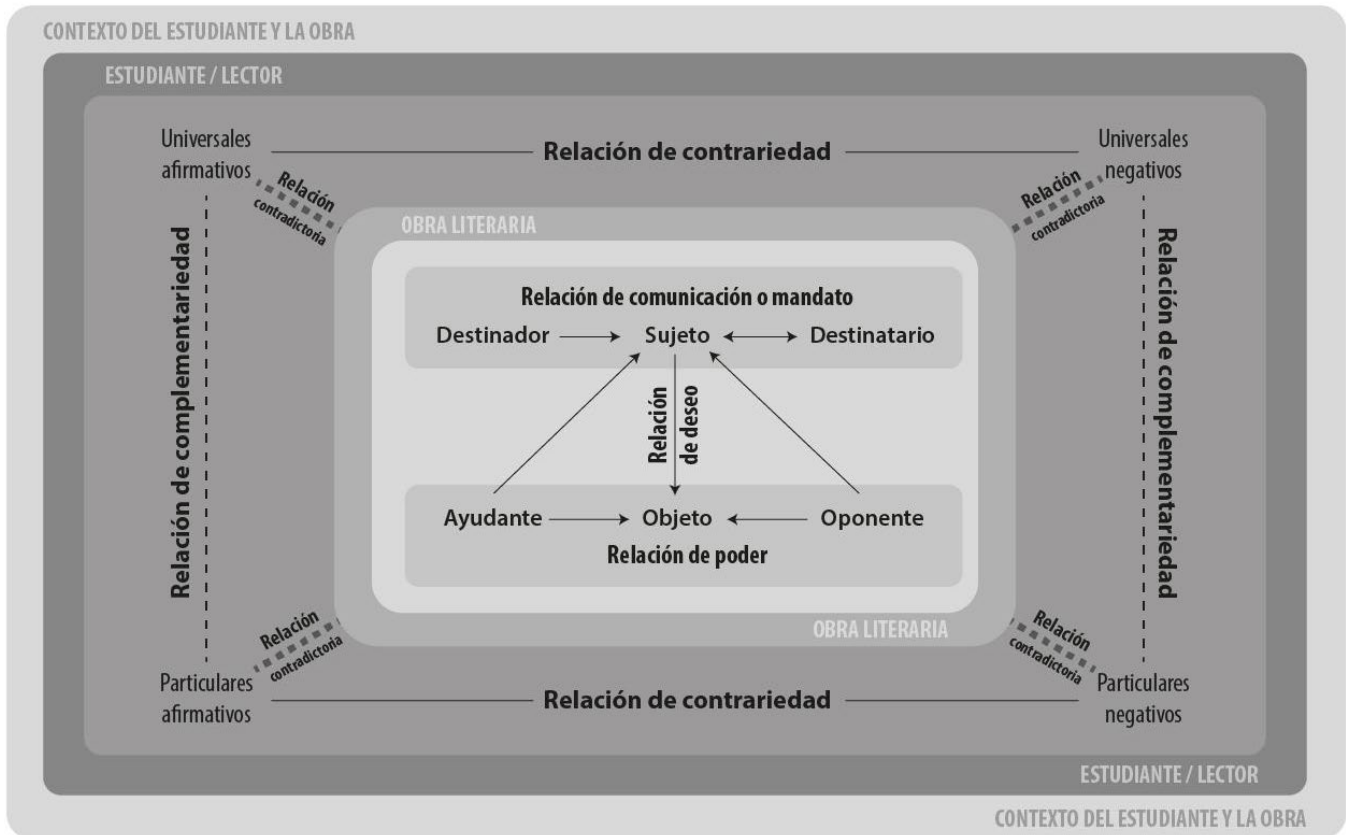 CONTEXTO DEL ESTUDIANTE Y LA OBRA
ESTUDIANTE / LECTOR
Universales
afirmativos
Relación de contrariedad
Universales
negativos
Relación
contradictoria
Relación
contradictoria
OBRA LITERARIA
Relación de complementariedad
Relación de comunicación o mandato
Destinador
Sujeto
Destinatario
Relación
de deseo
Relación de complementariedad
Ayudante
Objeto
Oponente
Relación de poder
OBRA LITERARIA
Relación
contradictoria
Relación
contradictoria
Particulares
afirmativos
Relación de contrariedad
Particulares
negativos
ESTUDIANTE / LECTOR
CONTEXTO DEL ESTUDIANTE Y LA OBRA